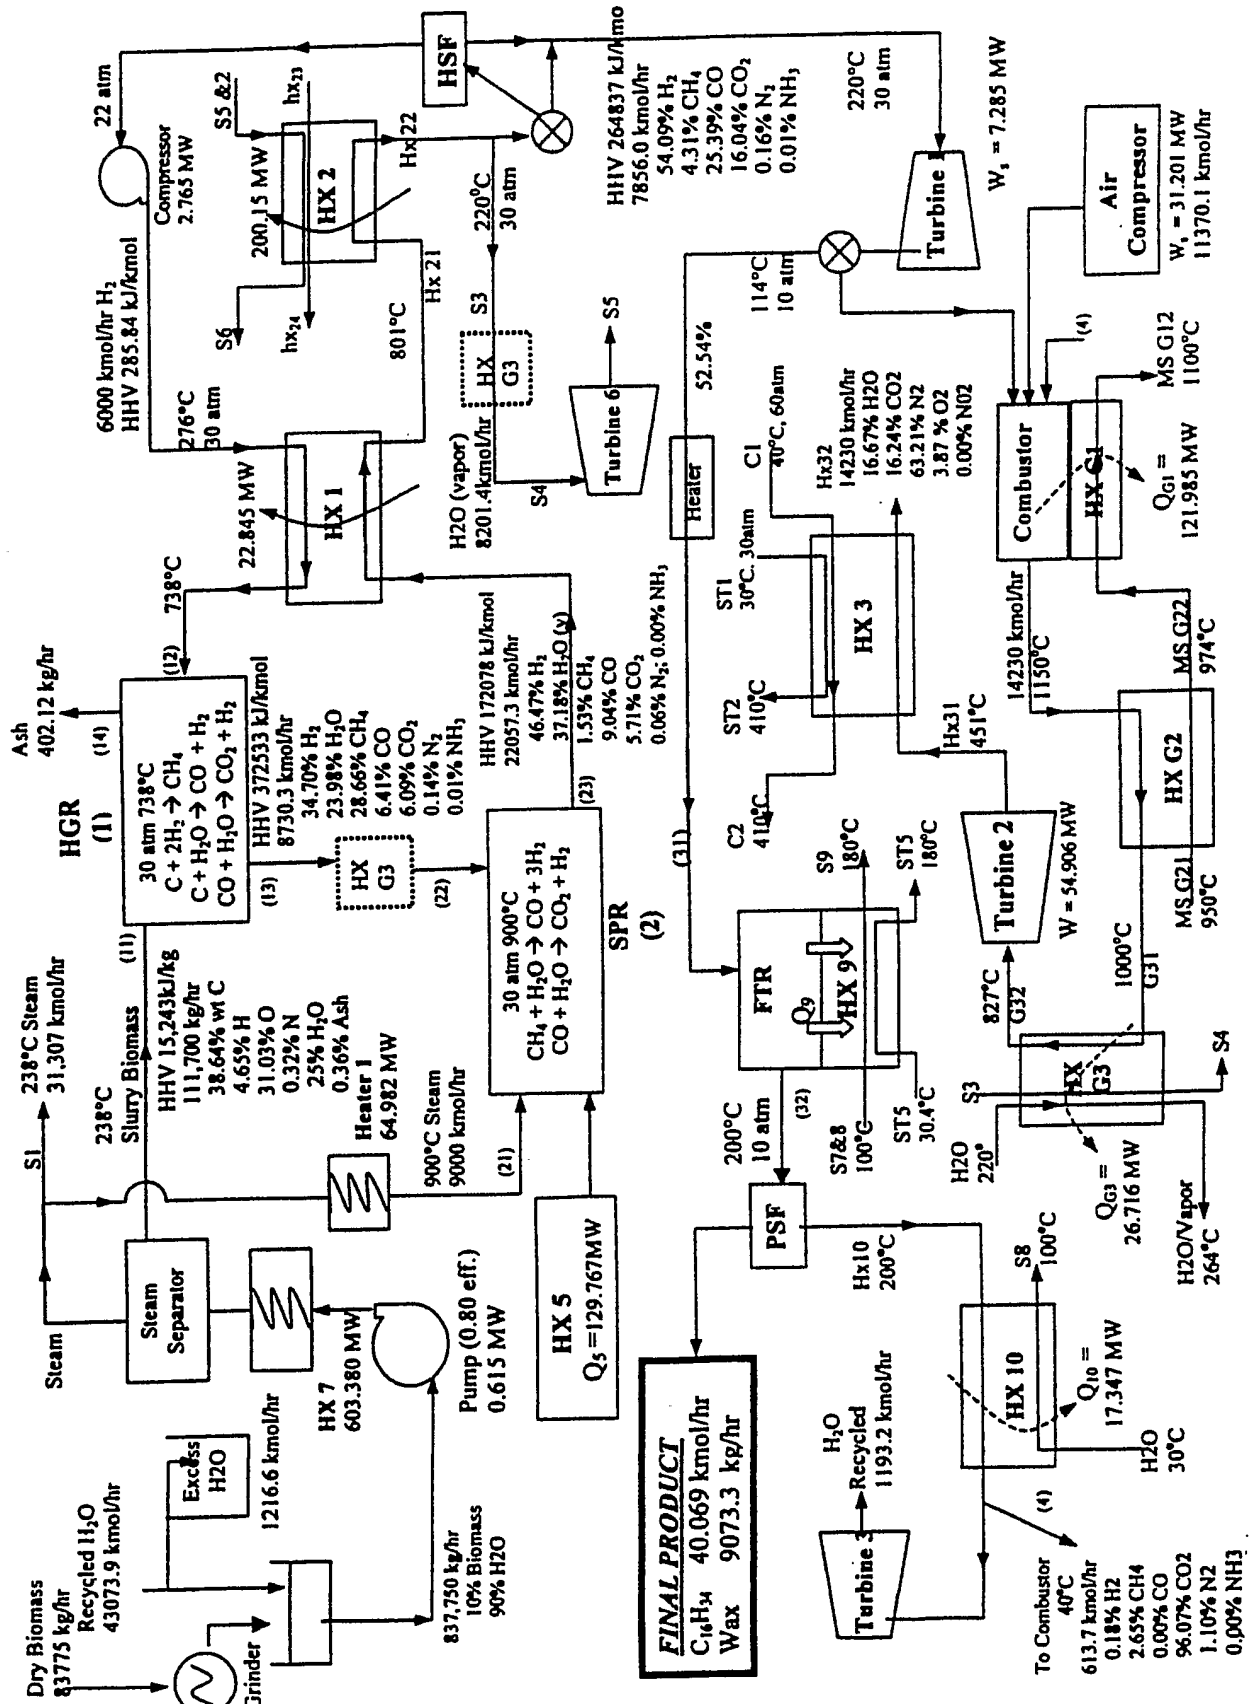 Dry Biomass
83775 kg/hr
Grinder
Recycled H₂O
43073.9 kmol/hr
Excess
H2O
1216.6 kmol/hr
837,750 kg/hr
10% Biomass
90% H2O
Pump (0.80 eff.)
0.615 MW
HX 7
603.380 MW
Steam
Separator
Steam
S1
238°C Steam
31,307 kmol/hr
238°C
Slurry Biomass
(11)
HHV 15,243kJ/kg
111,700 kg/hr
38.64% wt C
4.65% H
31.03% O
0.32% N
25% H₂O
0.36% Ash
Heater 1
64.982 MW
900°C Steam
9000 kmol/hr
(21)
HX 5
Q₅ =129.767MW
HGR
(1)
30 atm 738°C
C + 2H₂ → CH₄
C + H₂O → CO + H₂
CO + H₂O → CO₂ + H₂
Ash
402.12 kg/hr
(14)
(12)
738°C
(13)
HHV 372533 kJ/kmol
8730.3 kmol/hr
34.70% H₂
23.98% H₂O
28.66% CH₄
6.41% CO
6.09% CO₂
0.14% N₂
0.01% NH₃
HX
G3
(22)
30 atm 900°C
CH₄ + H₂O → CO + 3H₂
CO + H₂O → CO₂ + H₂
SPR
(2)
(23)
HHV 172078 kJ/kmol
22057.3 kmol/hr
46.47% H₂
37.18% H₂O (v)
1.53% CH₄
9.04% CO
5.71% CO₂
0.06% N₂; 0.00% NH₃
HX 1
22.845 MW
276°C
30 atm
6000 kmol/hr H₂
HHV 285.84 kJ/kmol
Compressor
2.765 MW
22 atm
801°C
Hx 21
HX 2
200.15 MW
S5 &2
S6
hx₂₃
hx₂₄
Hx 22
HSF
S3
220°C
30 atm
HX
G3
H2O (vapor)
8201.4kmol/hr
S4
Turbine 6
S5
HHV 264837 kJ/kmo
7856.0 kmol/hr
54.09% H₂
4.31% CH₄
25.39% CO
16.04% CO₂
0.16% N₂
0.01% NH₃
220°C
30 atm
Turbine
Wₛ = 7.285 MW
114°C
10 atm
52.54%
Heater
(31)
Air
Compressor
Wₛ = 31.201 MW
11370.1 kmol/hr
(4)
Combustor
HX G1
Q_G1 =
121.985 MW
MS G12
1100°C
14230 kmol/hr
1150°C
MS G22
974°C
HX G2
MS G21
950°C
1000°C
G31
C1
40°C, 60atm
ST1
30°C. 30atm
Hx32
14230 kmol/hr
16.67% H2O
16.24% CO2
63.21% N2
3.87 % O2
0.00% N02
HX 3
ST2
410°C
C2
410°C
Hx31
451°C
Turbine 2
W = 54.906 MW
827°C
G32
HX
G3
S3
S4
H2O
220°
Q_G3 =
26.716 MW
H2O/Vapor
264°C
FTR
Q₉
HX 9
S9
180°C
ST5
180°C
S7&8
100°C
ST5
30.4°C
200°C
10 atm
(32)
PSF
Hx10
200°C
S8
100°C
HX 10
Q₁₀ =
17.347 MW
H2O
30°C
(4)
Turbine 3
H₂O
Recycled
1193.2 kmol/hr
To Combustor
40°C
613.7 kmol/hr
0.18% H2
2.65% CH4
0.00% CO
96.07% CO2
1.10% N2
0.00% NH3
FINAL PRODUCT
C₁₆H₃₄ 40.069 kmol/hr
Wax 9073.3 kg/hr